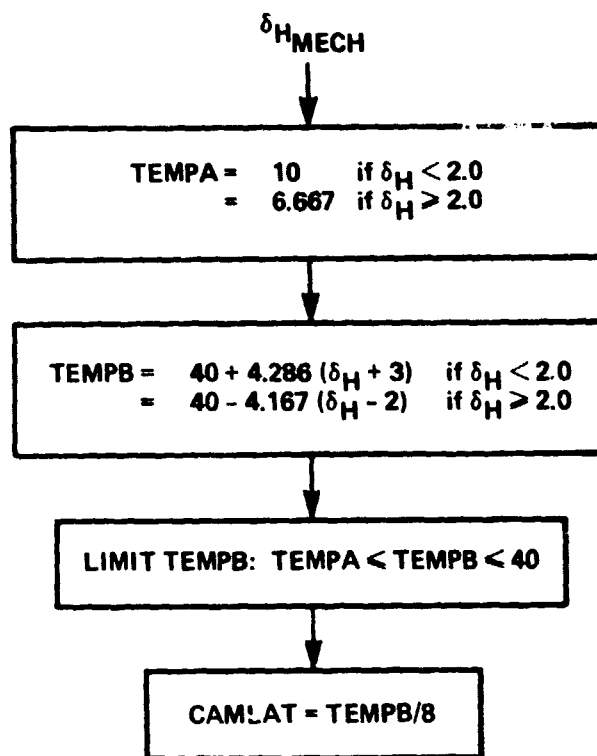 δHMECH
TEMPA = 10 if δH < 2.0
= 6.667 if δH ⩾ 2.0
TEMPB = 40 + 4.286 (δH + 3) if δH < 2.0
= 40 - 4.167 (δH - 2) if δH ⩾ 2.0
LIMIT TEMPB: TEMPA ⩽ TEMPB ⩽ 40
CAMLAT = TEMPB/8